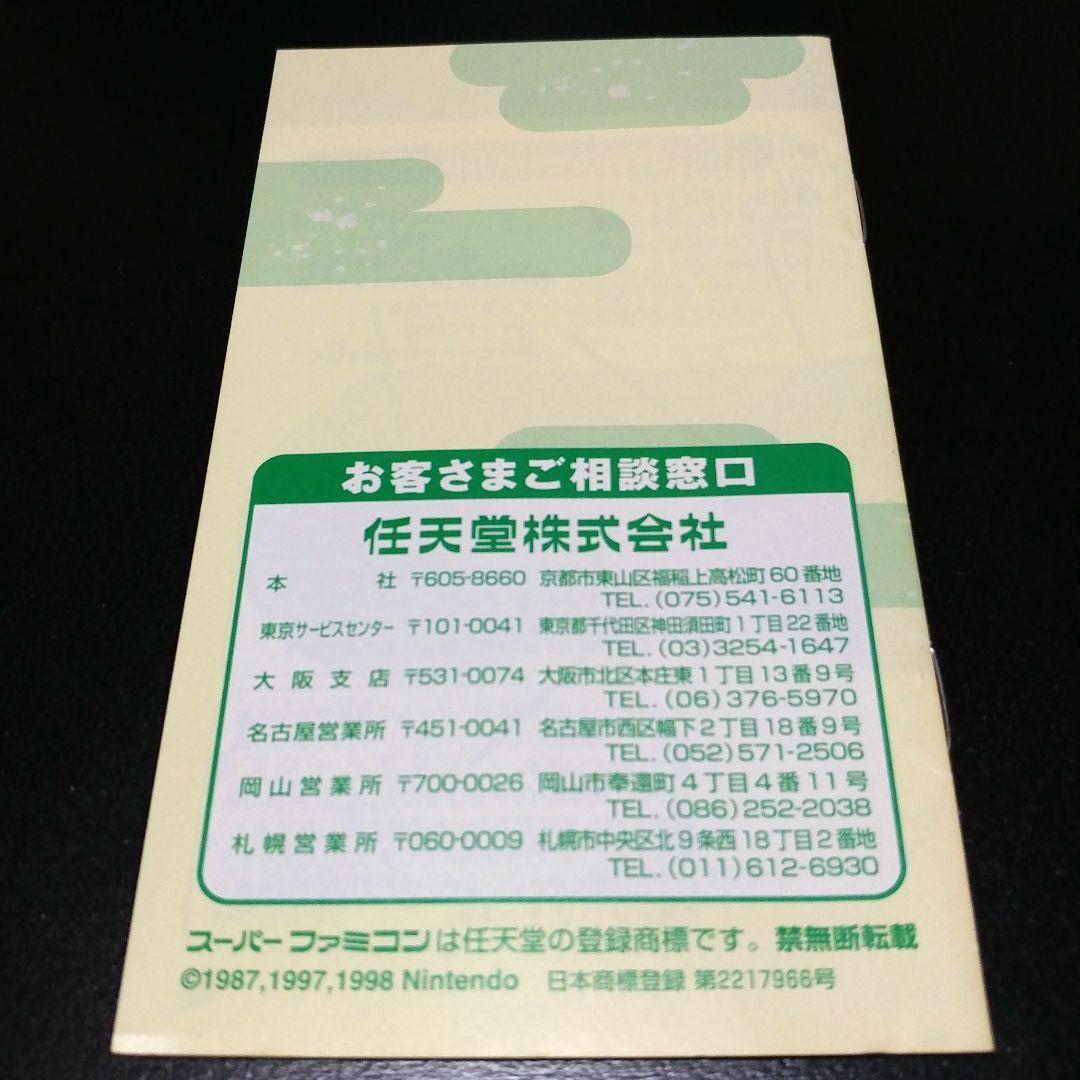 お客さまご相談窓口
任天堂株式会社
本社 〒605-8660 京都市東山区福稲上高松町60番地
TEL.(075)541-6113
東京サービスセンター 〒101-0041 東京都千代田区神田須田町1丁目22番地
TEL.(03)3254-1647
大阪支店 〒531-0074 大阪市北区本庄東1丁目13番9号
TEL.(06)376-5970
名古屋営業所 〒451-0041 名古屋市西区幅下2丁目18番9号
TEL.(052)571-2506
岡山営業所 〒700-0026 岡山市奉還町4丁目4番11号
TEL.(086)252-2038
札幌営業所 〒060-0009 札幌市中央区北9条西18丁目2番地
TEL.(011)612-6930
スーパーファミコンは任天堂の登録商標です。禁無断転載
©1987,1997,1998 Nintendo 日本商標登録 第2217966号